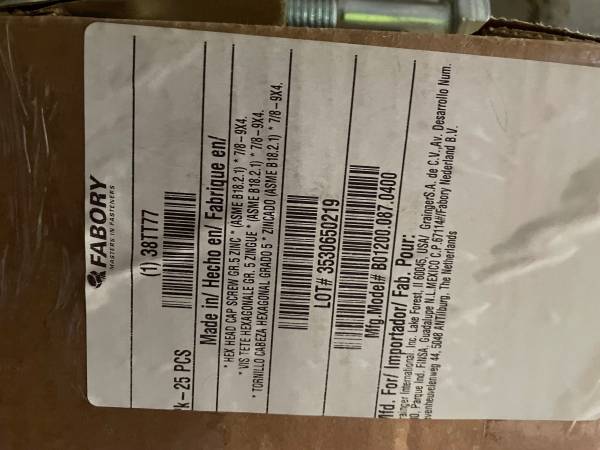 FABORY
MASTERS IN FASTENERS
(1) 38TT77
k – 25 PCS
Made in/ Hecho en/ Fabrique en/
* HEX HEAD CAP SCREW GR.5 ZINC * (ASME B18.2.1) * 7/8–9X4.
* VIS TETE HEXAGONALE GR. 5 ZINGUE * (ASME B18.2.1) * 7/8–9X4.
* TORNILLO CABEZA HEXAGONAL GRADO 5 * ZINCADO (ASME B18.2.1) * 7/8–9X4.
LOT# 3530650219
Mfg.Model# B01200.087.0400
Mfd. For/ Importador/ Fab. Pour:
rainger International, Inc. Lake Forest, Il 60045, USA/ GraingerS.A. de C.V.,Av. Desarrollo Num.
0, Parque Ind. FINSA, Guadalupe N.L.MEXICO C.P.67114#/Fabory Nederland B.V.
44, 5048 ANTilburg, The Netherlands